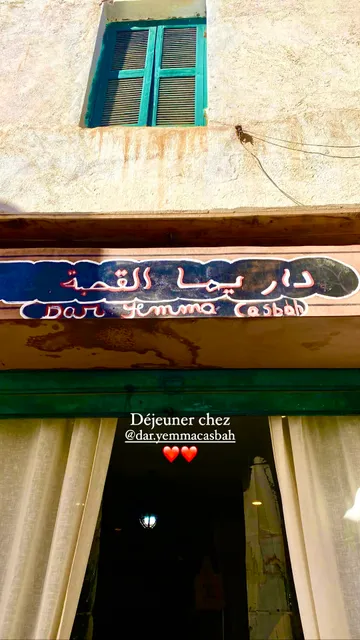 دار يما القصبة
Dar Yemma Casbah
Déjeuner chez
@dar.yemmacasbah
❤️❤️